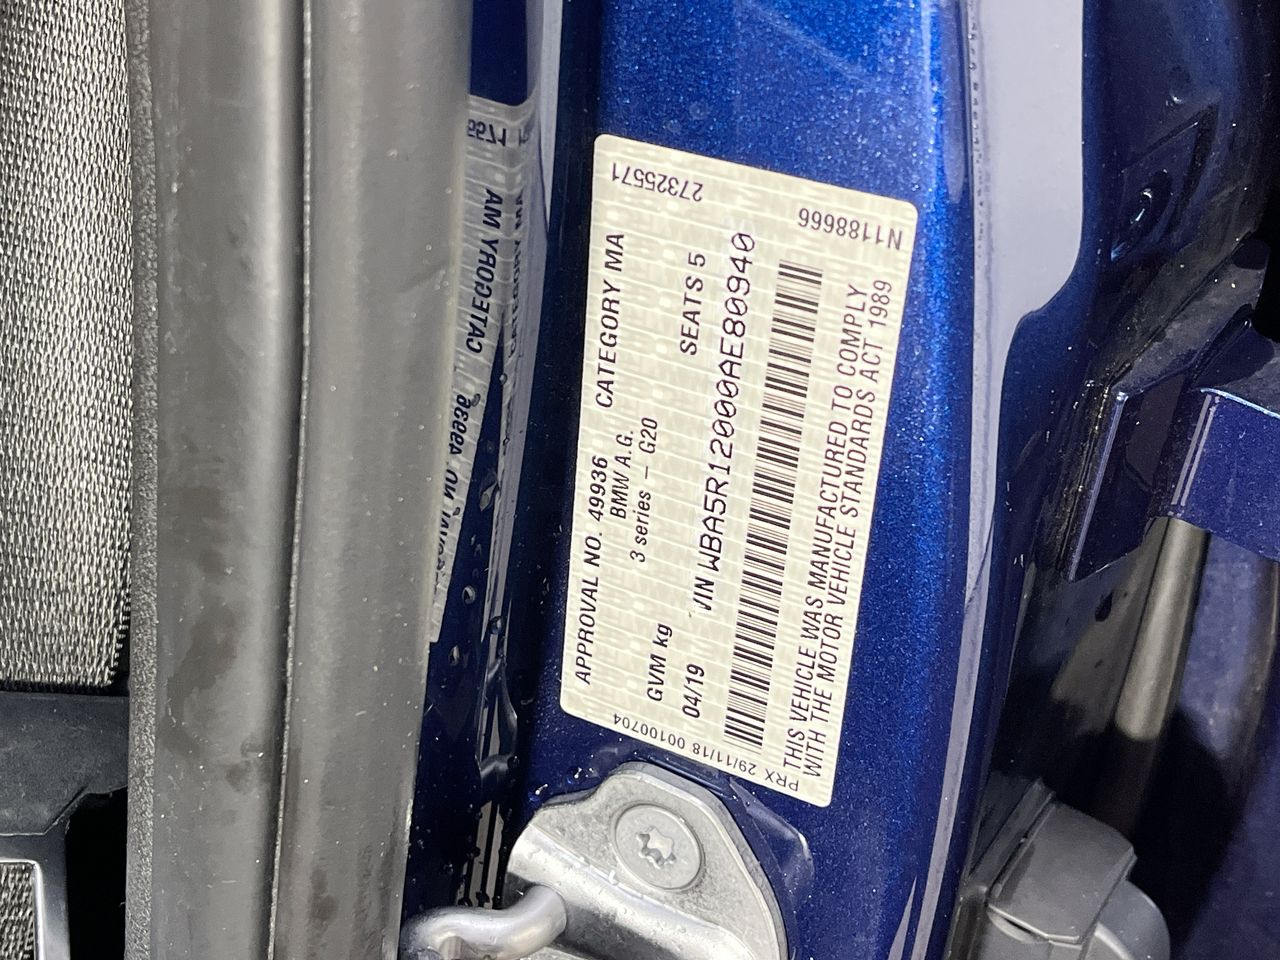 27325571
N1188666
APPROVAL NO. 49936 CATEGORY MA
BMW A.G.
3 series – G20
GVM kg SEATS 5
04/19 VIN WBA5R12000AE80940
THIS VEHICLE WAS MANUFACTURED TO COMPLY
WITH THE MOTOR VEHICLE STANDARDS ACT 1989
PRX 29/11/18 00100704
CATEGORY MA